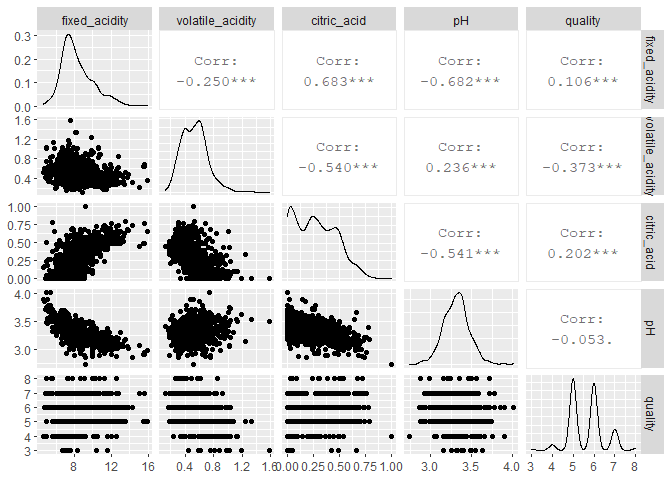 fixed_acidity volatile_acidity citric_acid pH quality
0.3
0.2
0.1
0.0
Corr:
-0.250***
Corr:
0.683***
Corr:
-0.682***
Corr:
0.106***
fixed_acidity
1.6
1.2
0.8
0.4
Corr:
-0.540***
Corr:
0.236***
Corr:
-0.373***
volatile_acidity
1.00
0.75
0.50
0.25
0.00
Corr:
-0.541***
Corr:
0.202***
citric_acid
4.0
3.5
3.0
Corr:
-0.053.
pH
8
7
6
5
4
3
quality
8 12 16 0.4 0.8 1.2 1.6 0.00 0.25 0.50 0.75 1.00 3.0 3.5 4.0 3 4 5 6 7 8